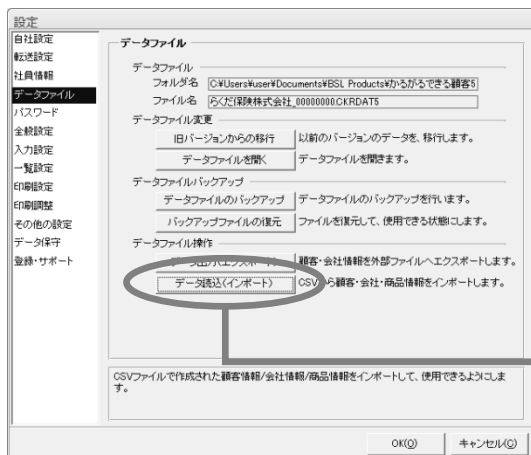 設定
自社設定
転送設定
社員情報
データファイル
パスワード
全般設定
入力設定
一覧設定
印刷設定
印刷調整
その他の設定
データ保守
登録・サポート
データファイル
データファイル
フォルダ名 C:¥Users¥user¥Documents¥BSL Products¥かるがるできる顧客5
ファイル名 らくだ保険株式会社_00000000.CKRDAT5
データファイル変更
旧バージョンからの移行 以前のバージョンのデータを、移行します。
データファイルを開く データファイルを開きます。
データファイルバックアップ
データファイルのバックアップ データファイルのバックアップを行います。
バックアップファイルの復元 ファイルを復元して、使用できる状態にします。
データファイル操作
顧客・会社情報を外部ファイルへエクスポートします。
データ読込(インポート) CSVから顧客・会社・商品情報をインポートします。
CSVファイルで作成された顧客情報/会社情報/商品情報をインポートして、使用できるようにします。
OK(O) キャンセル(C)